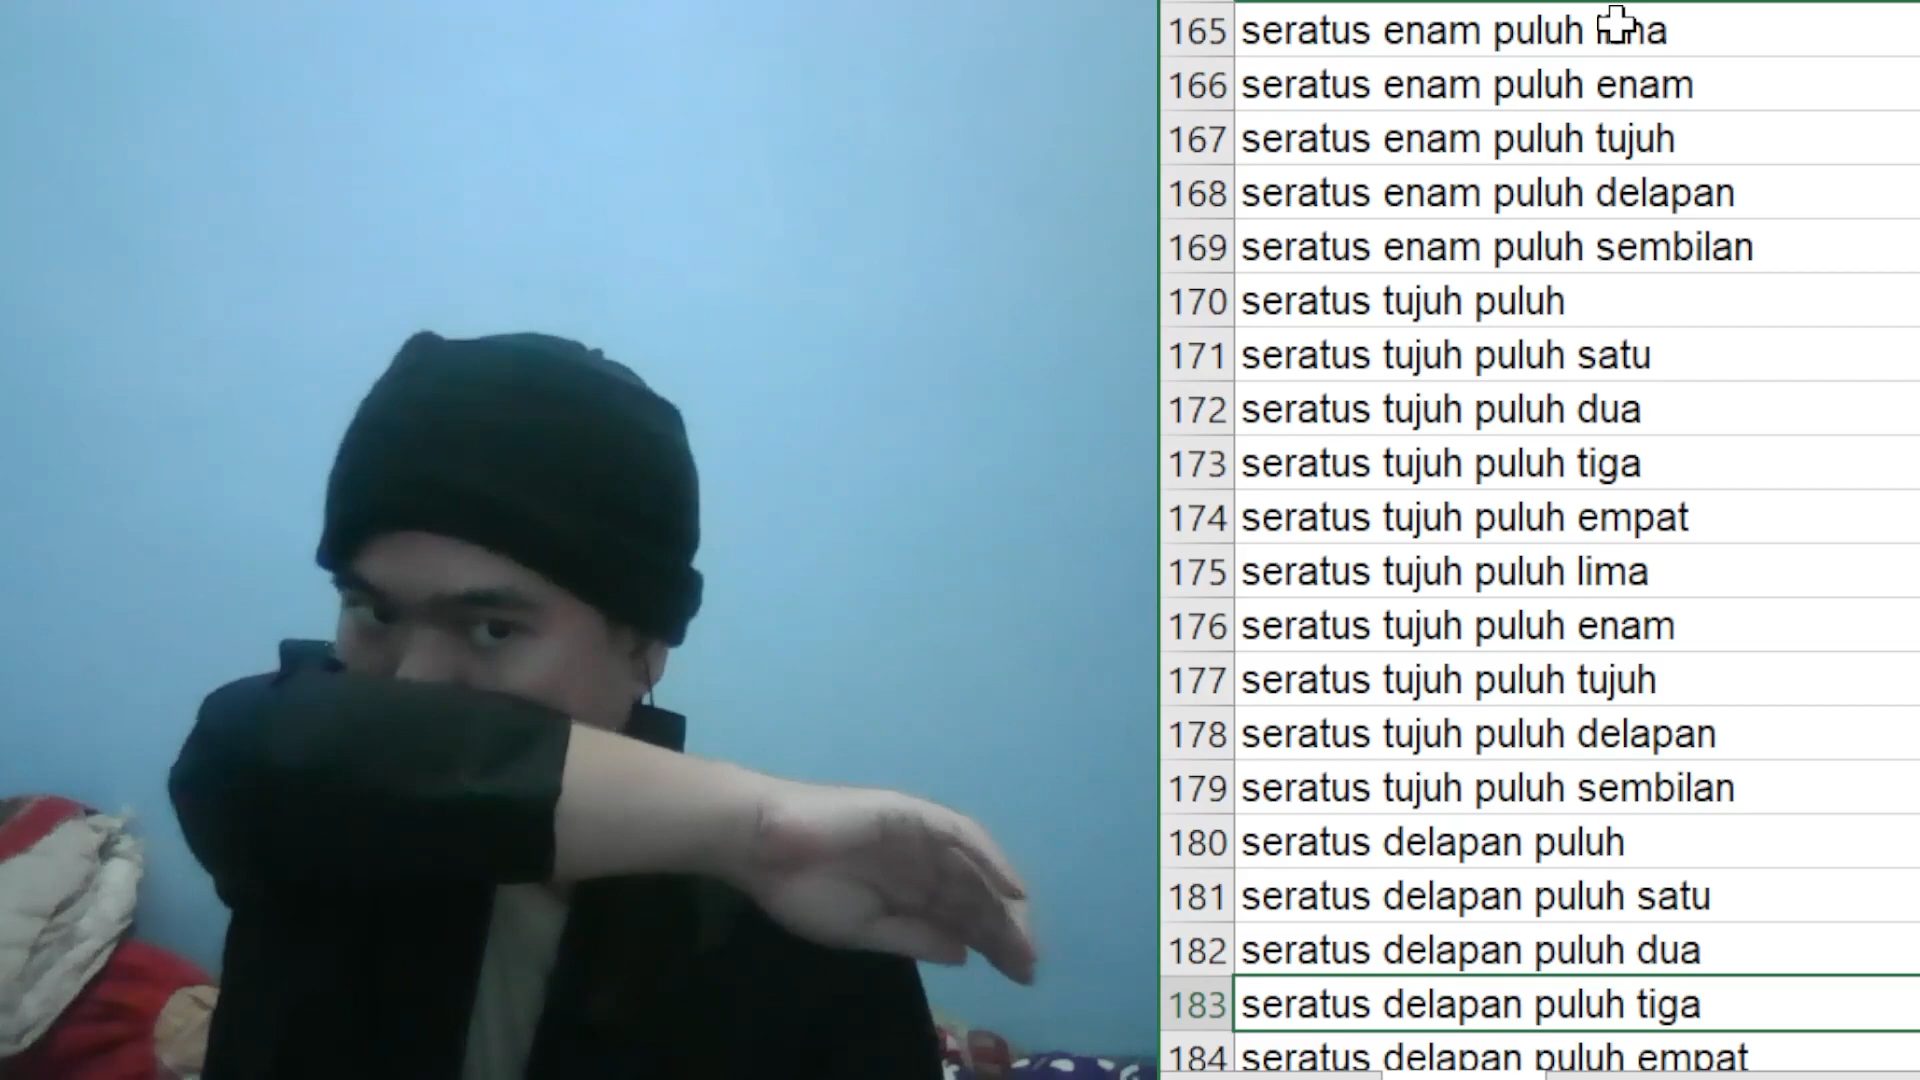 165 seratus enam puluh
166 seratus enam puluh enam
167 seratus enam puluh tujuh
168 seratus enam puluh delapan
169 seratus enam puluh sembilan
170 seratus tujuh puluh
171 seratus tujuh puluh satu
172 seratus tujuh puluh dua
173 seratus tujuh puluh tiga
174 seratus tujuh puluh empat
175 seratus tujuh puluh lima
176 seratus tujuh puluh enam
177 seratus tujuh puluh tujuh
178 seratus tujuh puluh delapan
179 seratus tujuh puluh sembilan
180 seratus delapan puluh
181 seratus delapan puluh satu
182 seratus delapan puluh dua
183 seratus delapan puluh tiga
184 seratus delapan puluh empat